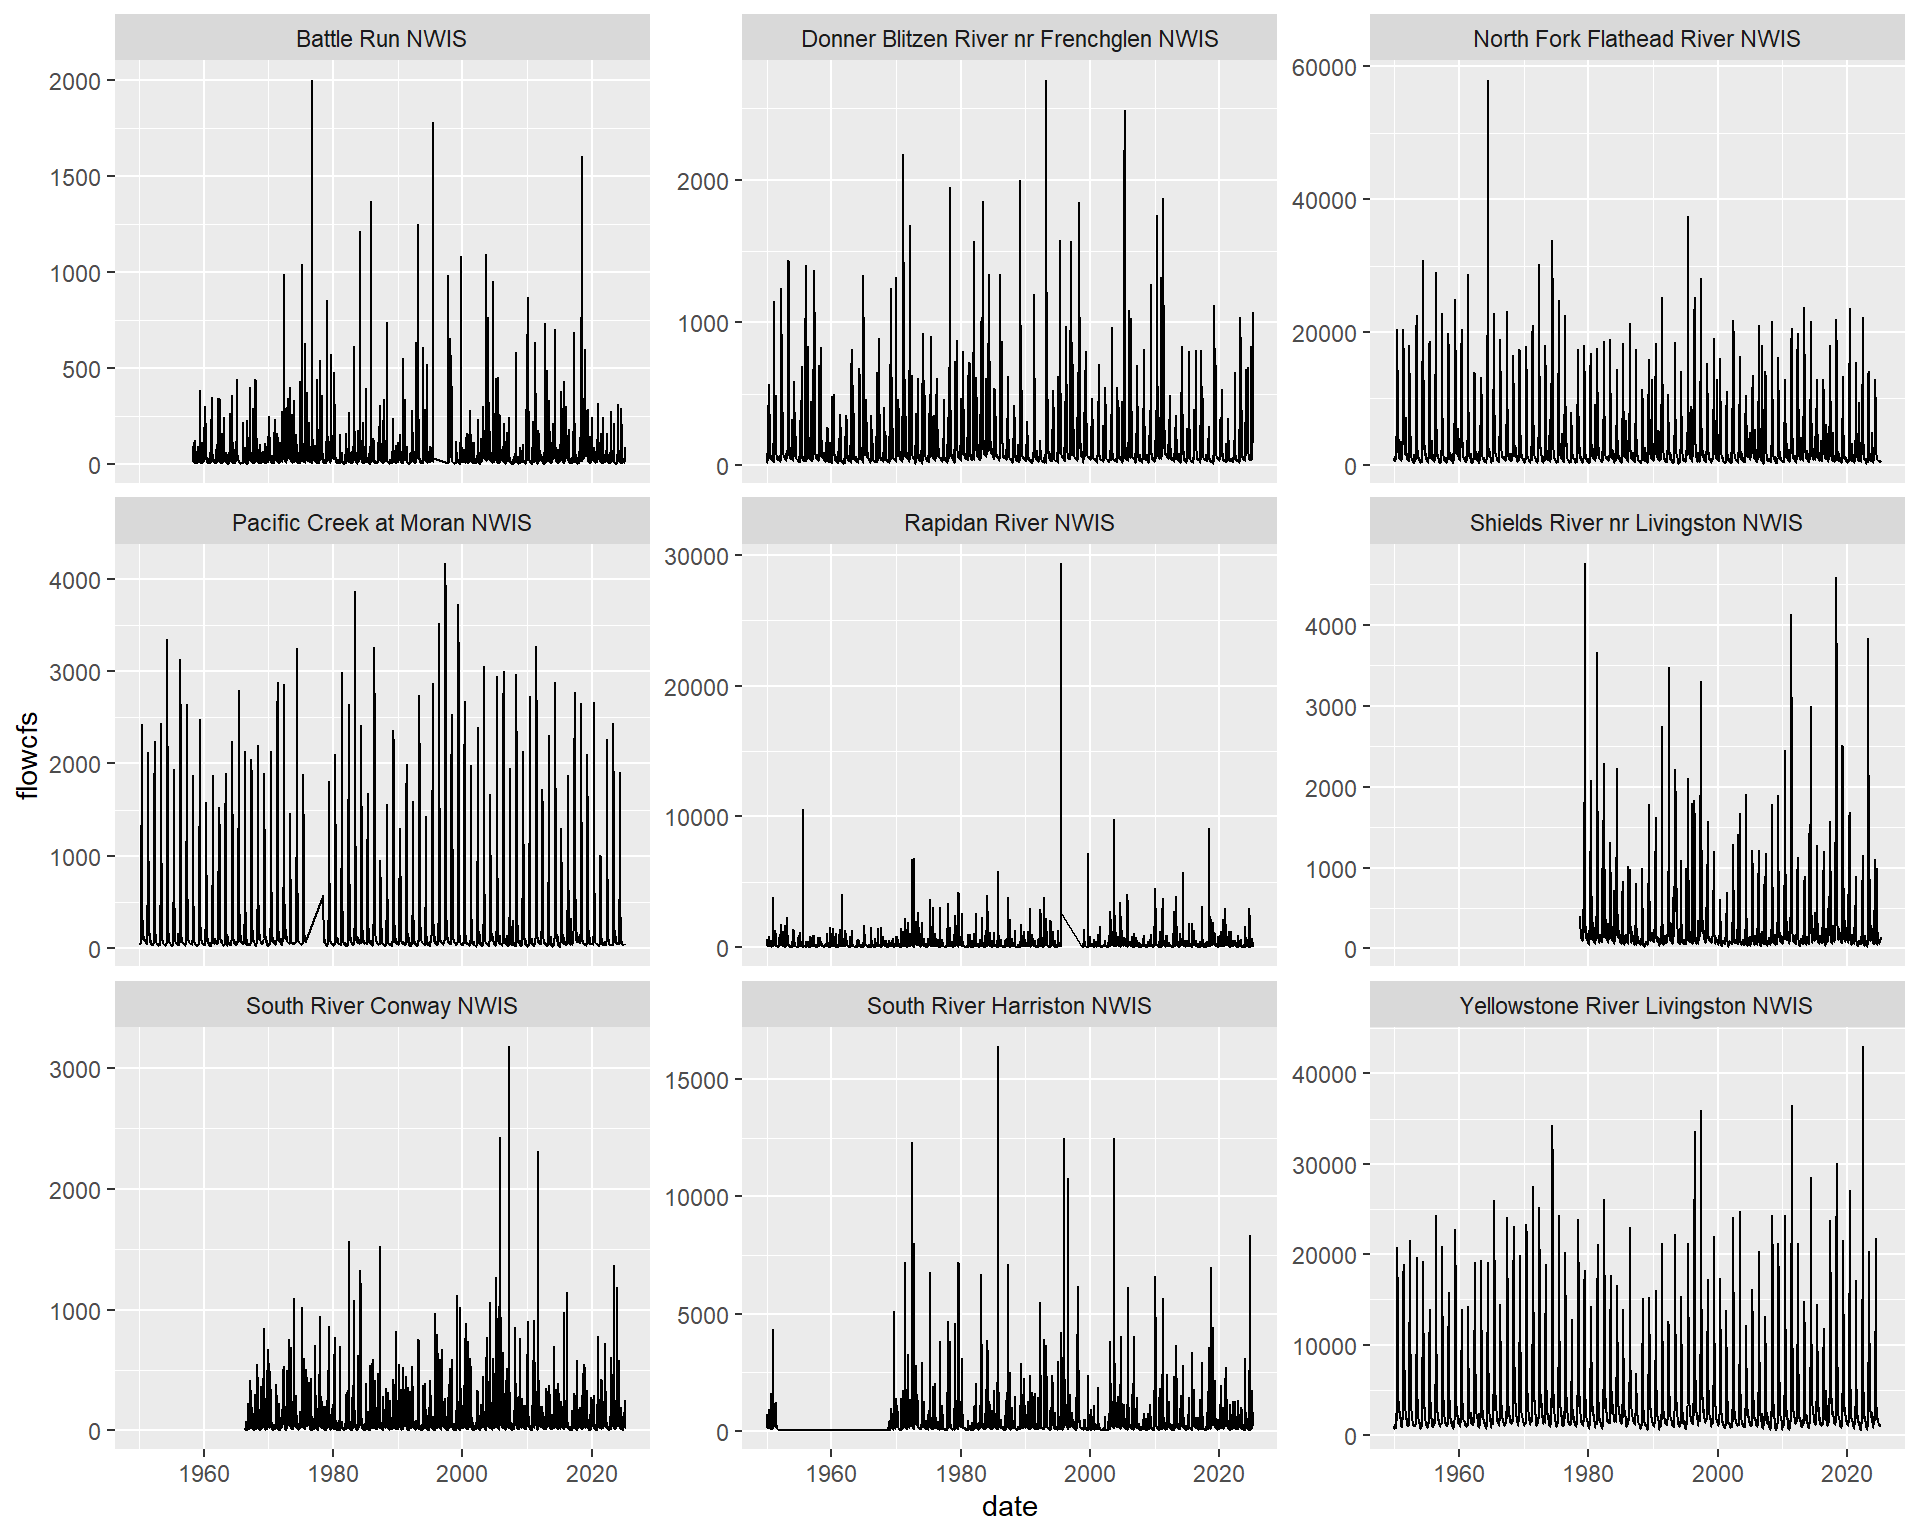 Battle Run NWIS
Donner Blitzen River nr Frenchglen NWIS
North Fork Flathead River NWIS
2000
1500
1000
500
0
2000
1000
0
60000
40000
20000
0
Pacific Creek at Moran NWIS
Rapidan River NWIS
Shields River nr Livingston NWIS
4000
3000
2000
1000
0
30000
20000
10000
0
4000
3000
2000
1000
0
flowcfs
South River Conway NWIS
South River Harriston NWIS
Yellowstone River Livingston NWIS
3000
2000
1000
0
15000
10000
5000
0
40000
30000
20000
10000
0
1960 1980 2000 2020
1960 1980 2000 2020
1960 1980 2000 2020
date